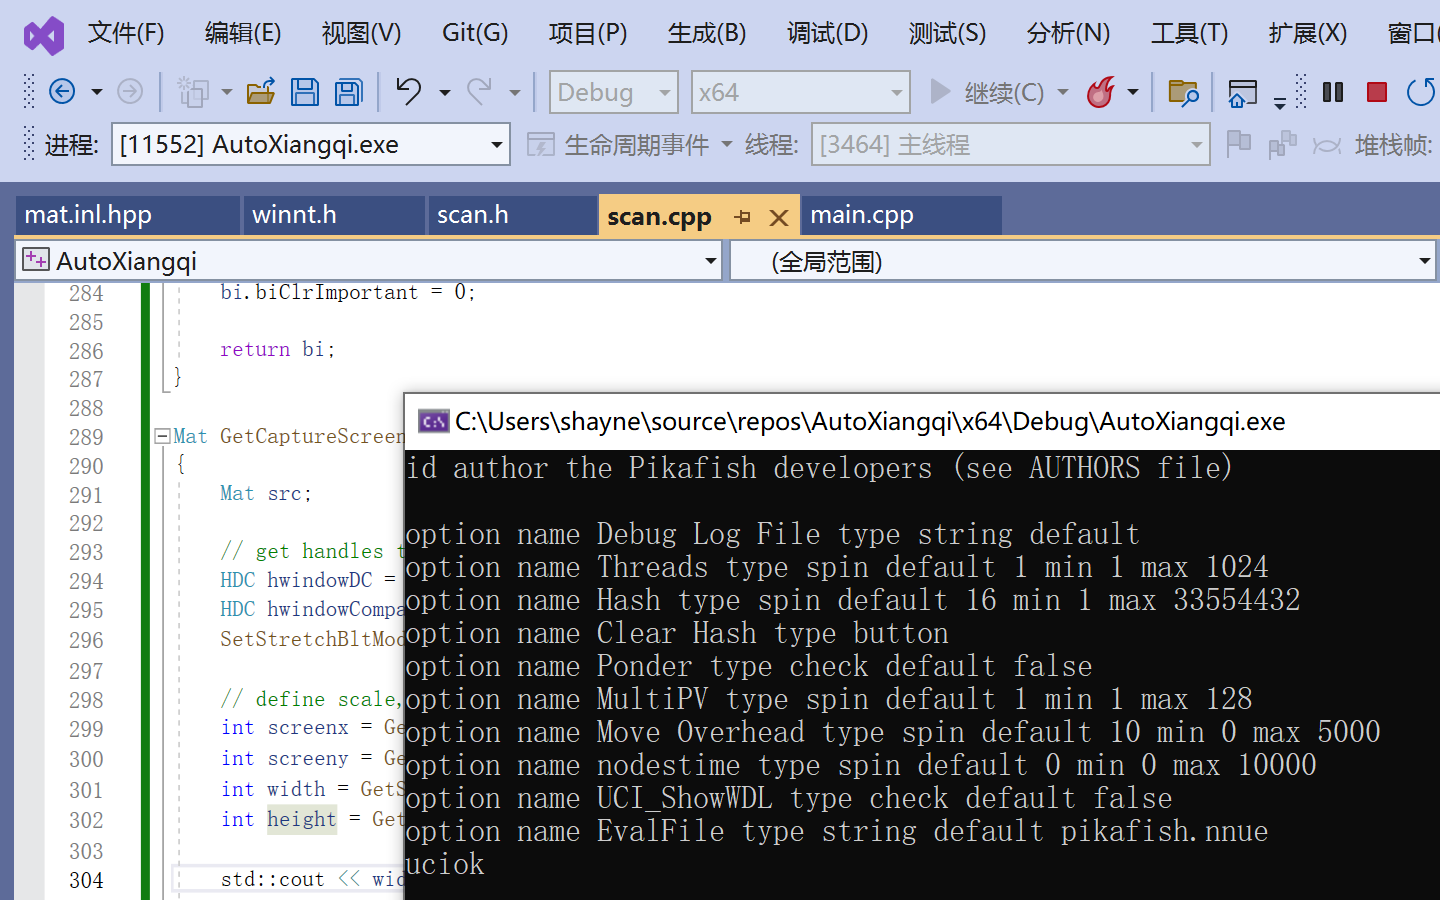 文件(F) 编辑(E) 视图(V) Git(G) 项目(P) 生成(B) 调试(D) 测试(S) 分析(N) 工具(T) 扩展(X) 窗口(
Debug x64 继续(C)
进程: [11552] AutoXiangqi.exe 生命周期事件 线程: [3464] 主线程 堆栈帧:
mat.inl.hpp winnt.h scan.h scan.cpp main.cpp
AutoXiangqi (全局范围)
284 bi.biClrImportant = 0;
285
286 return bi;
287 }
288
289 Mat GetCaptureScreen
290 {
291 Mat src;
292
293 // get handles t
294 HDC hwindowDC =
295 HDC hwindowCompa
296 SetStretchBltMod
297
298 // define scale,
299 int screenx = Ge
300 int screeny = Ge
301 int width = GetS
302 int height = Get
303
304 std::cout << wid
C:\Users\shayne\source\repos\AutoXiangqi\x64\Debug\AutoXiangqi.exe
id author the Pikafish developers (see AUTHORS file)
option name Debug Log File type string default
option name Threads type spin default 1 min 1 max 1024
option name Hash type spin default 16 min 1 max 33554432
option name Clear Hash type button
option name Ponder type check default false
option name MultiPV type spin default 1 min 1 max 128
option name Move Overhead type spin default 10 min 0 max 5000
option name nodestime type spin default 0 min 0 max 10000
option name UCI_ShowWDL type check default false
option name EvalFile type string default pikafish.nnue
uciok